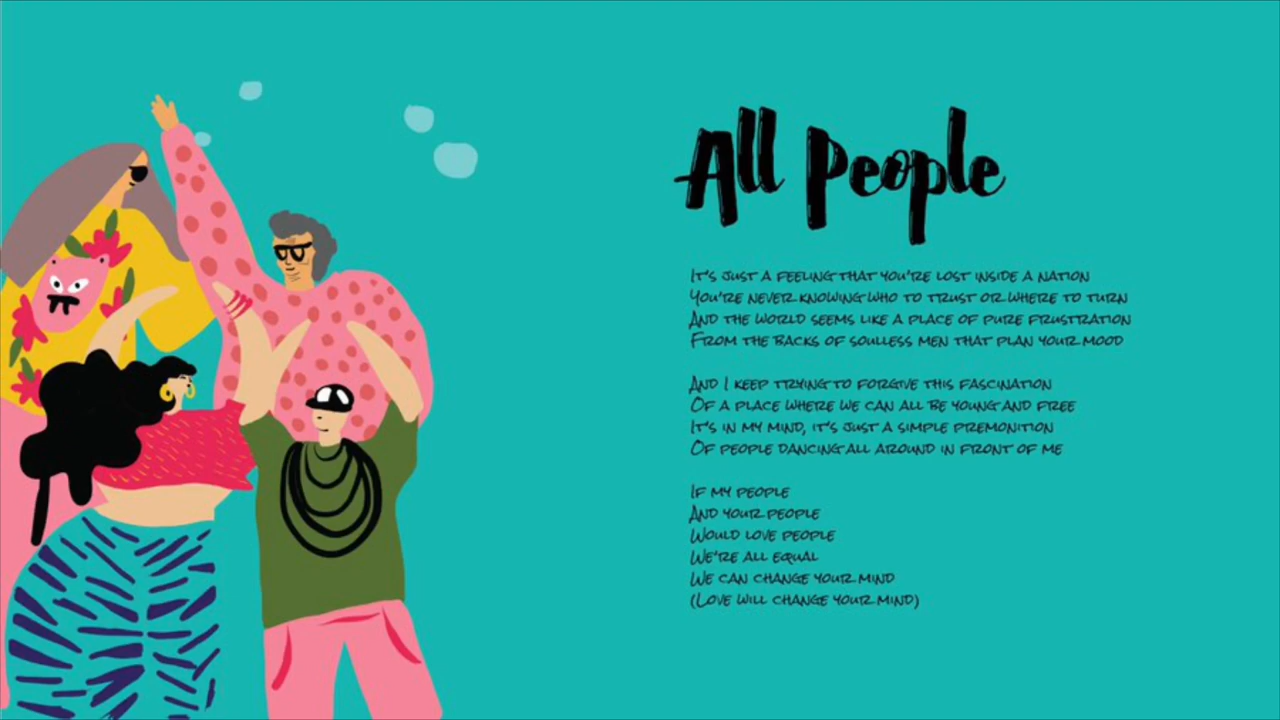 All People
It's just a feeling that you're lost inside a nation
You're never knowing who to trust or where to turn
And the world seems like a place of pure frustration
From the backs of soulless men that plan your mood
And I keep trying to forgive this fascination
Of a place where we can all be young and free
It's in my mind, it's just a simple premonition
Of people dancing all around in front of me
If my people
And your people
Would love people
We're all equal
We can change your mind
(Love will change your mind)